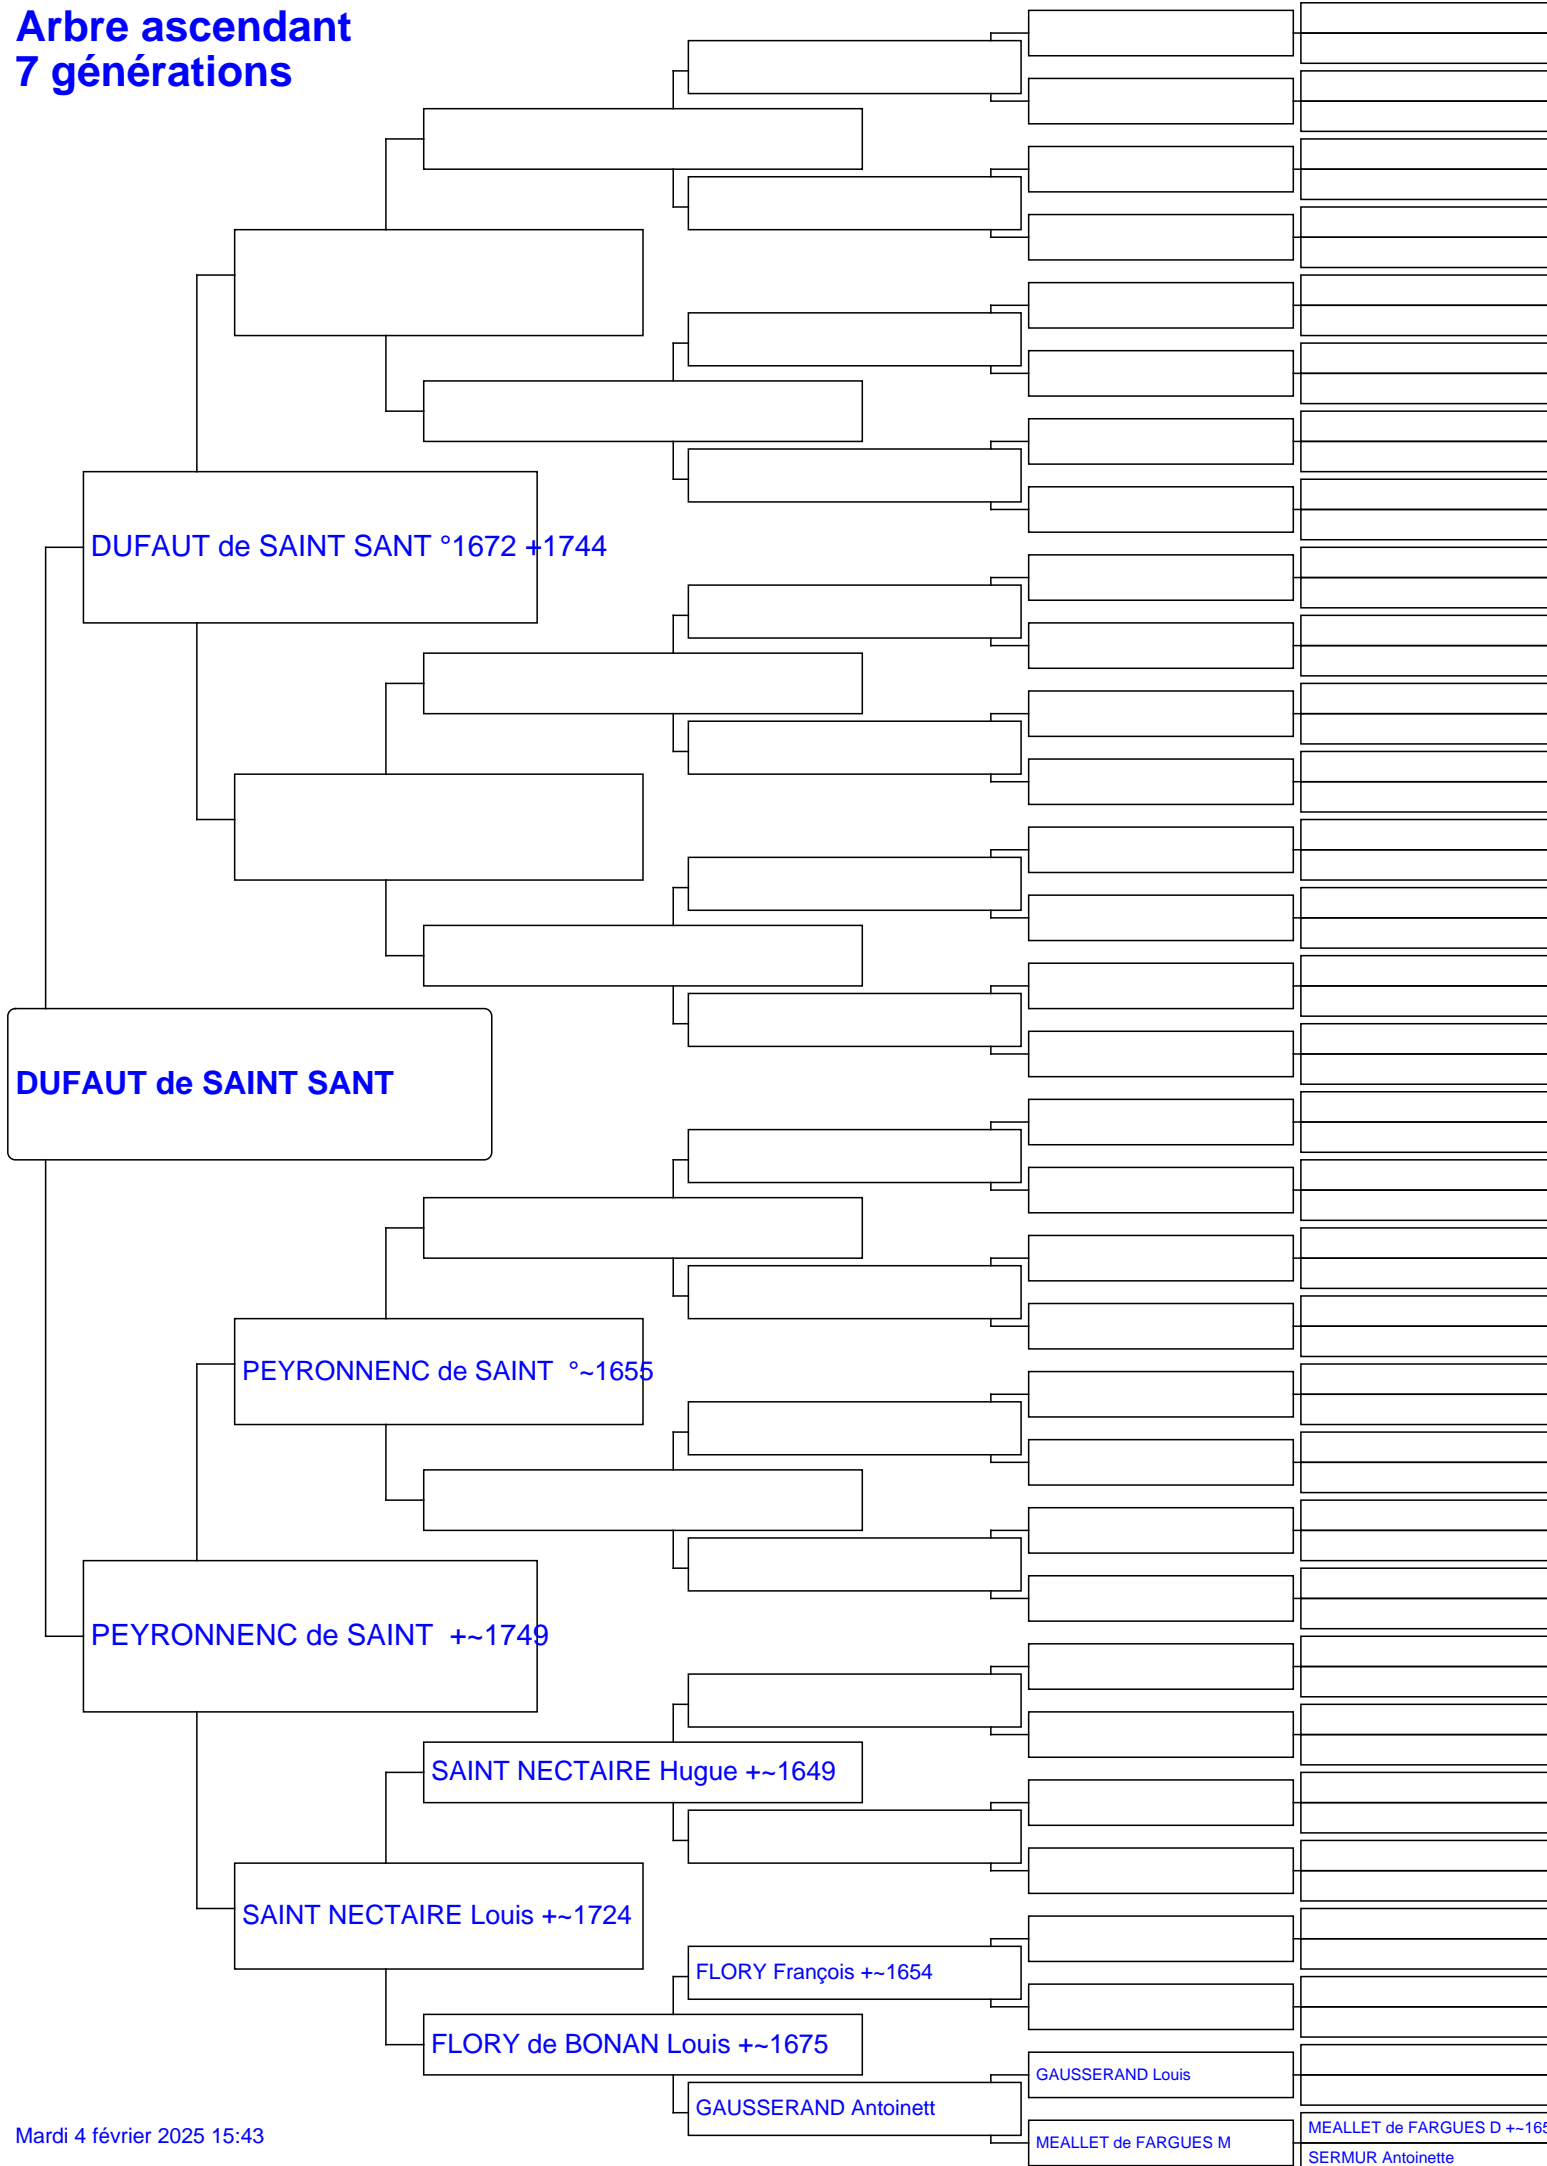 Arbre ascendant
7 générations
DUFAUT de SAINT SANT °1672 +1744
DUFAUT de SAINT SANT
PEYRONNENC de SAINT  °~1655
PEYRONNENC de SAINT  +~1749
SAINT NECTAIRE Hugue +~1649
SAINT NECTAIRE Louis +~1724
FLORY François +~1654
FLORY de BONAN Louis +~1675
GAUSSERAND Louis
GAUSSERAND Antoinett
MEALLET de FARGUES D +~165
MEALLET de FARGUES M
SERMUR Antoinette
Mardi 4 février 2025 15:43